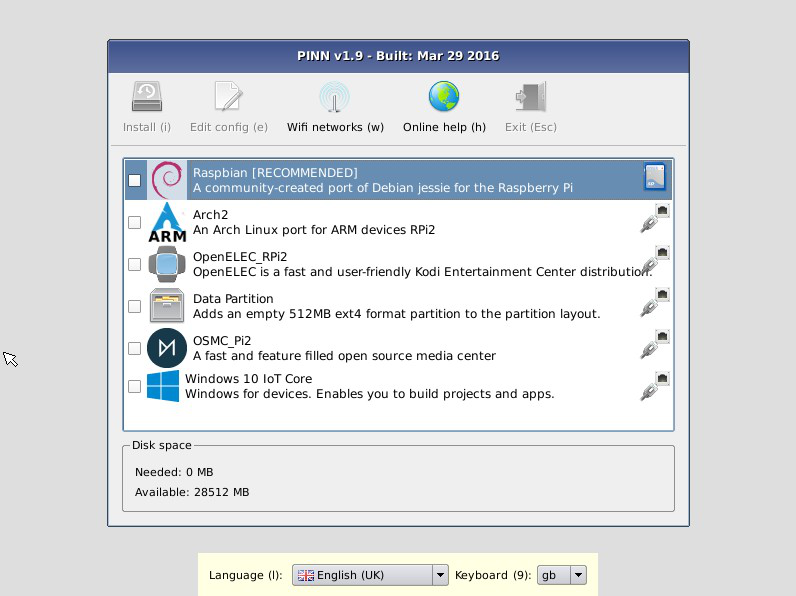 PINN v1.9 - Built: Mar 29 2016
Install (i) Edit config (e) Wifi networks (w) Online help (h) Exit (Esc)
Raspbian [RECOMMENDED]
A community-created port of Debian jessie for the Raspberry Pi
Arch2
An Arch Linux port for ARM devices RPi2
ARM
OpenELEC_RPi2
OpenELEC is a fast and user-friendly Kodi Entertainment Center distribution.
Data Partition
Adds an empty 512MB ext4 format partition to the partition layout.
OSMC_Pi2
A fast and feature filled open source media center
Windows 10 IoT Core
Windows for devices. Enables you to build projects and apps.
Disk space
Needed: 0 MB
Available: 28512 MB
Language (l): English (UK) Keyboard (9): gb